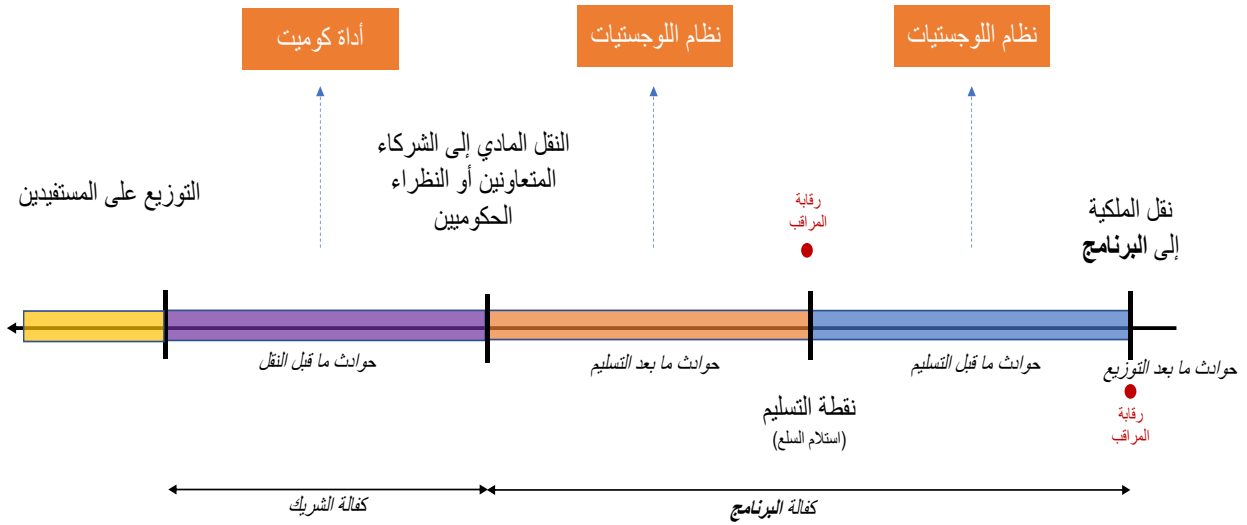 نظام اللوجستيات
نظام اللوجستيات
أداة كوميت
نقل الملكية
إلى البرنامج
رقابة
المراقب
النقل المادي إلى الشركاء
المتعاونين أو النظراء
الحكوميين
التوزيع على المستفيدين
حوادث ما بعد التوزيع
حوادث ما قبل التسليم
حوادث ما بعد التسليم
حوادث ما قبل النقل
رقابة
المراقب
نقطة التسليم
(استلام السلع)
كفالة البرنامج
كفالة الشريك